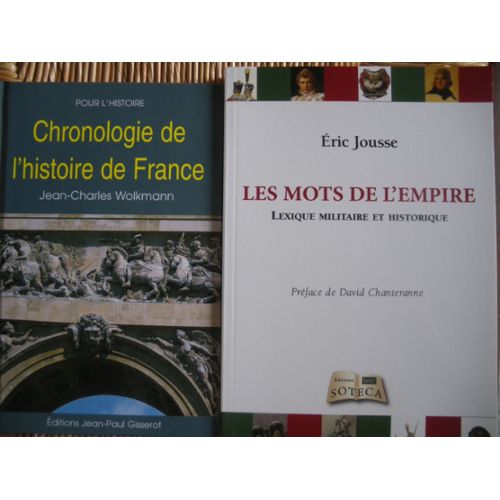 POUR L'HISTOIRE
Chronologie de
l'histoire de France
Jean-Charles Wolkmann
Éditions Jean-Paul Gisserot
Éric Jousse
LES MOTS DE L'EMPIRE
LEXIQUE MILITAIRE ET HISTORIQUE
Préface de David Chanteranne
Éditions
SOTECA